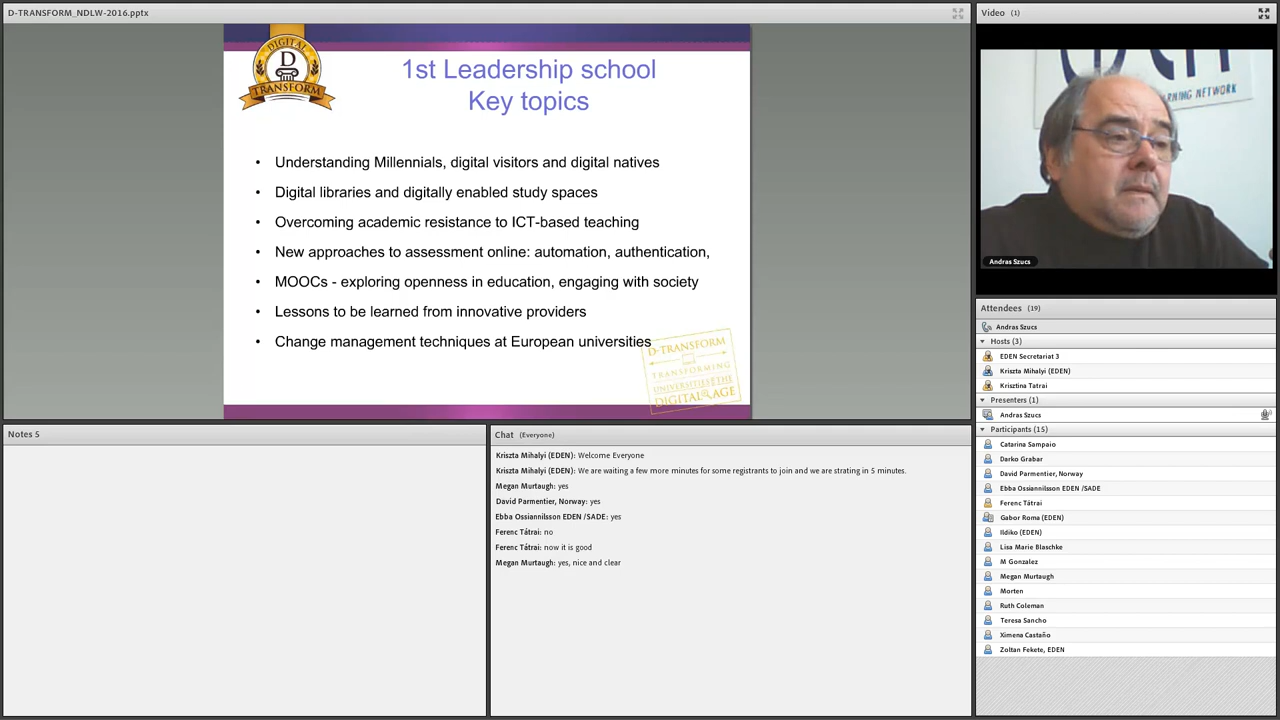 D-TRANSFORM_NDLW-2016.pptx
DIGITAL
D
TRANSFORM
1st Leadership school
Key topics
• Understanding Millennials, digital visitors and digital natives
• Digital libraries and digitally enabled study spaces
• Overcoming academic resistance to ICT-based teaching
• New approaches to assessment online: automation, authentication,
• MOOCs - exploring openness in education, engaging with society
• Lessons to be learned from innovative providers
• Change management techniques at European universities
D-TRANSFORM
TRANSFORMING
UNIVERSITIES
DIGITAL AGE
Video (1)
ARNING NETWORK
Andras Szucs
Attendees (19)
Andras Szucs
Hosts (3)
EDEN Secretariat 3
Kriszta Mihalyi (EDEN)
Krisztina Tatrai
Presenters (1)
Andras Szucs
Participants (15)
Catarina Sampaio
Darko Grabar
David Parmentier, Norway
Ebba Ossiannilsson EDEN /SADE
Ferenc Tátrai
Gabor Roma (EDEN)
Ildiko (EDEN)
Lisa Marie Blaschke
M Gonzalez
Megan Murtaugh
Morten
Ruth Coleman
Teresa Sancho
Ximena Castaño
Zoltan Fekete, EDEN
Notes 5
Chat (Everyone)
Kriszta Mihalyi (EDEN): Welcome Everyone
Kriszta Mihalyi (EDEN): We are waiting a few more minutes for some registrants to join and we are strating in 5 minutes.
Megan Murtaugh: yes
David Parmentier, Norway: yes
Ebba Ossiannilsson EDEN /SADE: yes
Ferenc Tátrai: no
Ferenc Tátrai: now it is good
Megan Murtaugh: yes, nice and clear